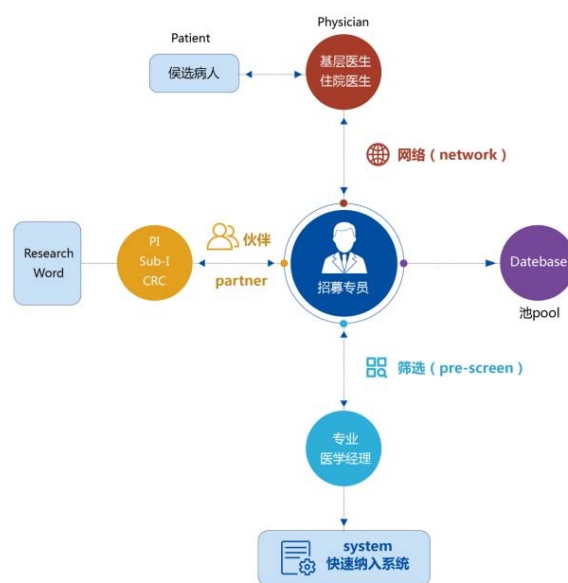 Physician
Patient
基层医生
住院医生
侯选病人
网络（network）
Research
Word
PI
Sub-I
CRC
伙伴
partner
招募专员
Datebase
池pool
筛选（pre-screen）
专业
医学经理
system
快速纳入系统